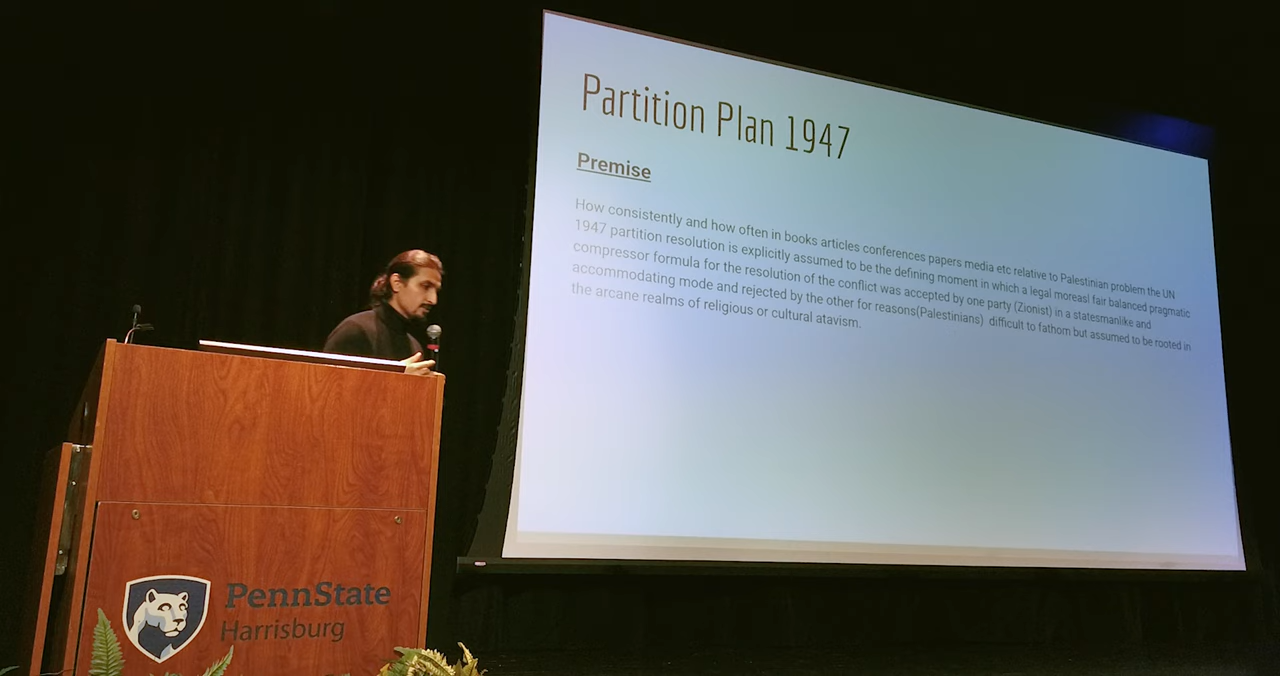 Partition Plan 1947
Premise
How consistently and how often in books articles conferences papers media etc relative to Palestinian problem the UN
1947 partition resolution is explicitly assumed to be the defining moment in which a legal moreasl fair balanced pragmatic
compressor formula for the resolution of the conflict was accepted by one party (Zionist) in a statesmanlike and
accommodating mode and rejected by the other for reasons(Palestinians) difficult to fathom but assumed to be rooted in
the arcane realms of religious or cultural atavism.
PennState
Harrisburg